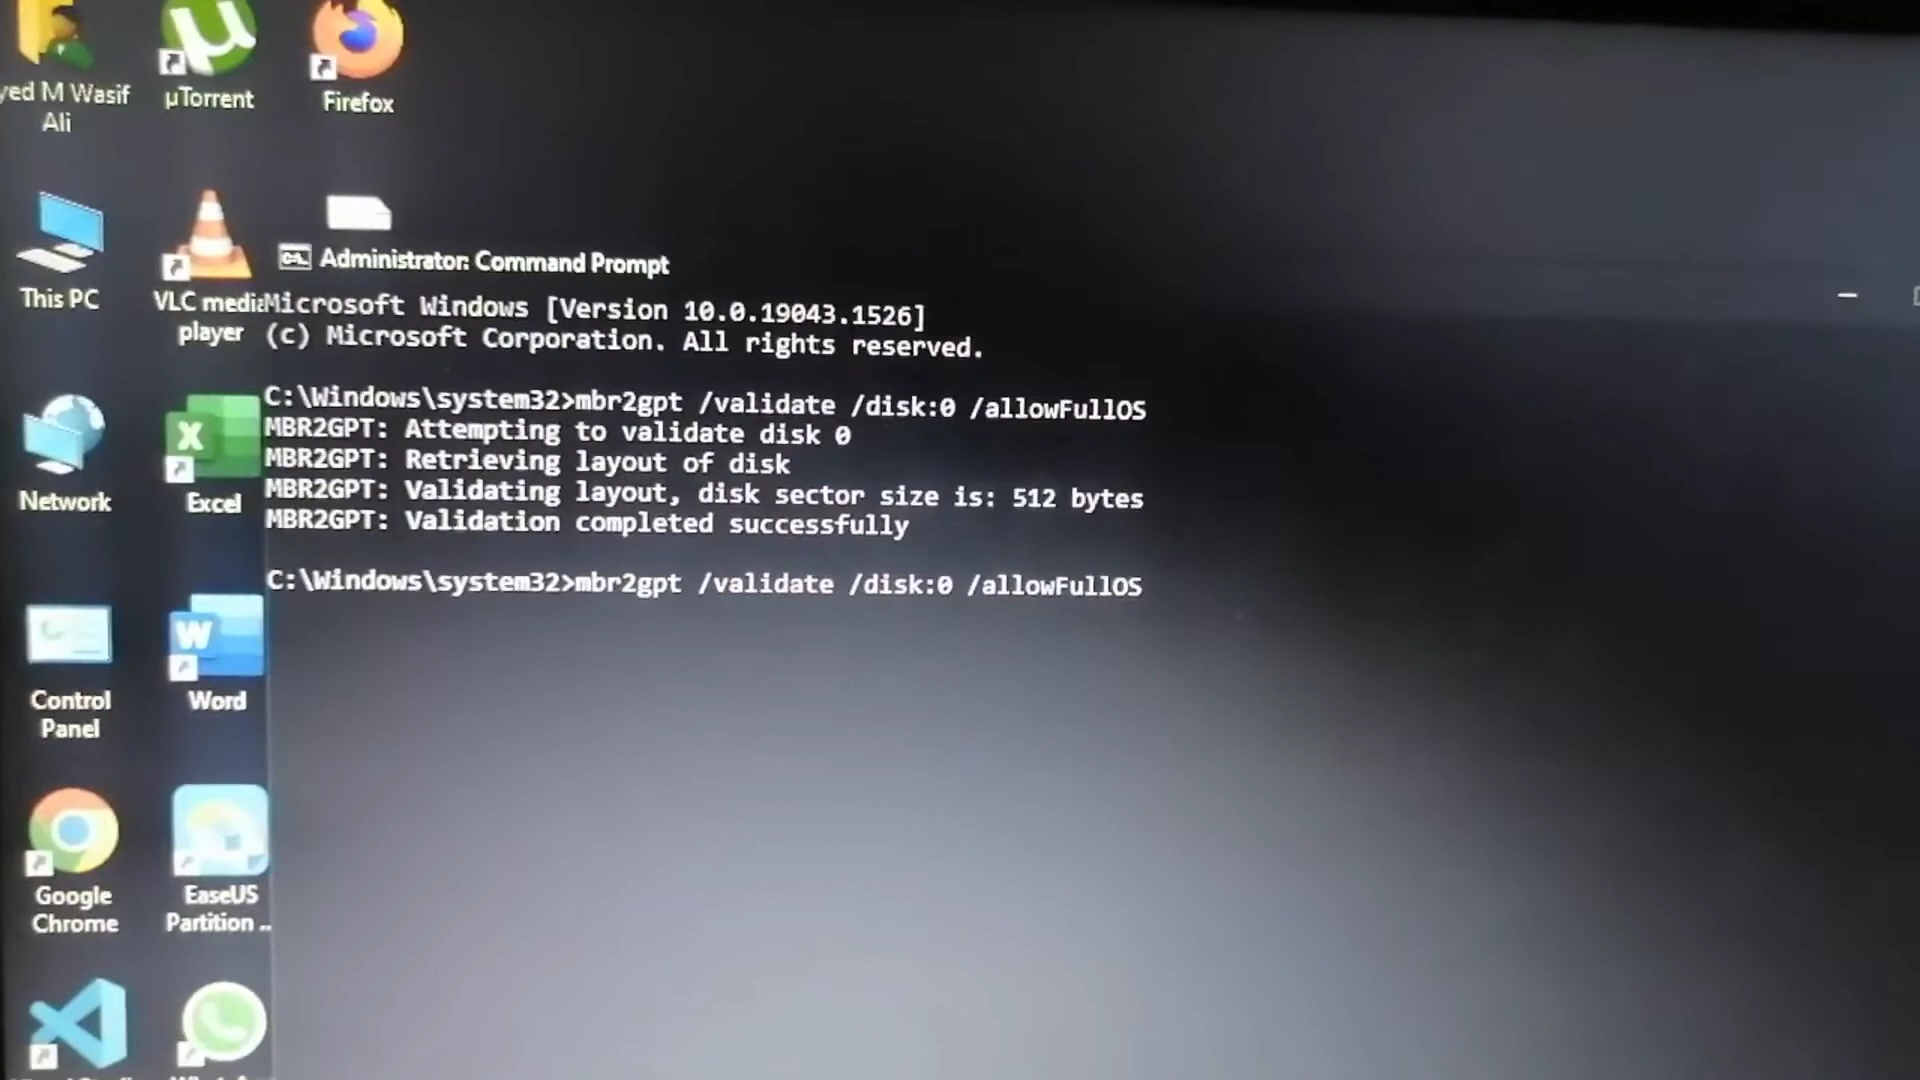 yed M Wasif
Ali
µTorrent
Firefox
This PC
VLC media
player
Network
Excel
Control
Panel
Word
Google
Chrome
EaseUS
Partition ..
Administrator: Command Prompt
Microsoft Windows [Version 10.0.19043.1526]
(c) Microsoft Corporation. All rights reserved.
C:\Windows\system32>mbr2gpt /validate /disk:0 /allowFullOS
MBR2GPT: Attempting to validate disk 0
MBR2GPT: Retrieving layout of disk
MBR2GPT: Validating layout, disk sector size is: 512 bytes
MBR2GPT: Validation completed successfully
C:\Windows\system32>mbr2gpt /validate /disk:0 /allowFullOS